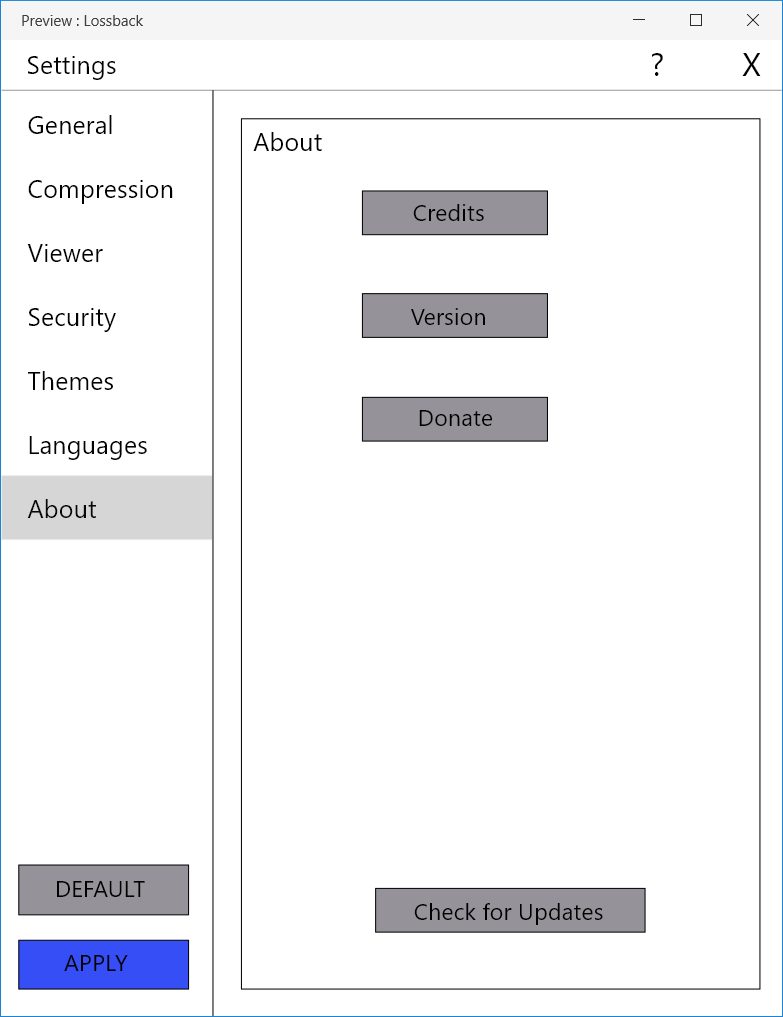 Preview : Lossback
Settings
?
X
General
Compression
Viewer
Security
Themes
Languages
About
DEFAULT
APPLY
About
Credits
Version
Donate
Check for Updates